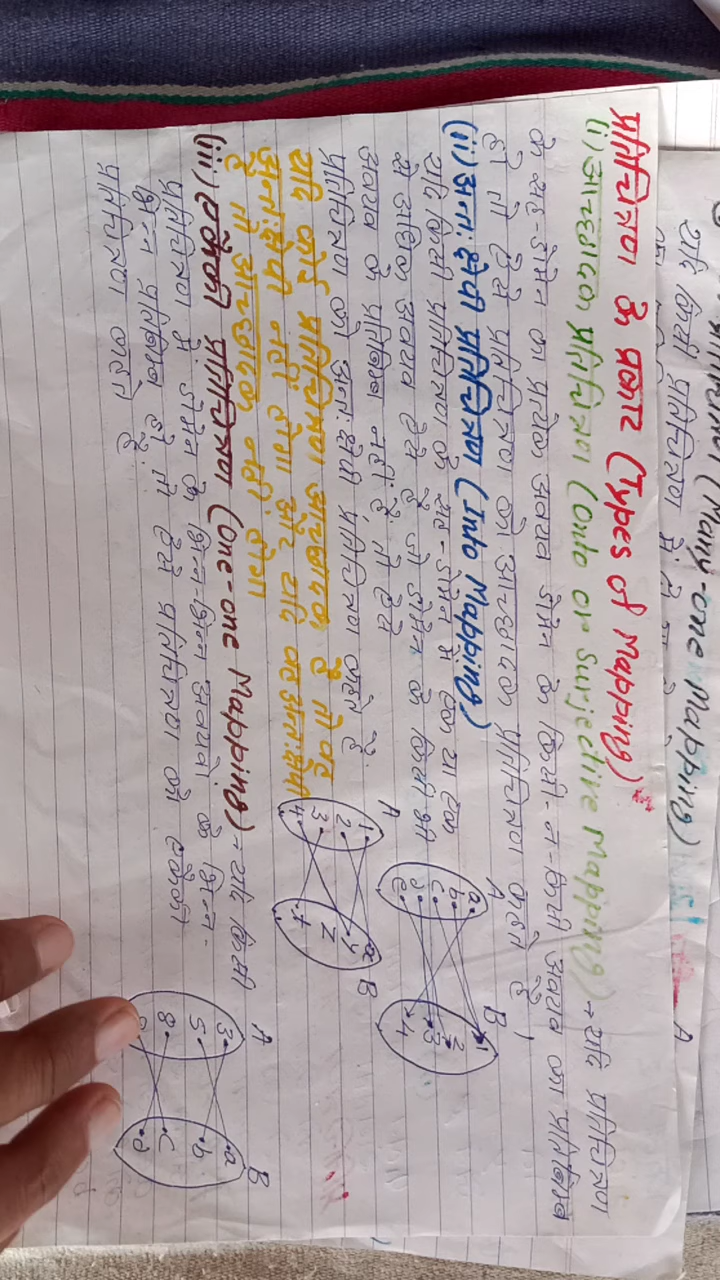 (Many-one Mapping)
यदि किसी प्रतिचित्रण में
प्रतिचित्रण के प्रकार (Types of Mapping)
(i) आच्छादक प्रतिचित्रण (Onto or Surjective Mapping) → यदि प्रतिचित्रण
के सह-डोमेन का प्रत्येक अवयव डोमेन के किसी-न-किसी अवयव का प्रतिबिम्ब
हो तो ऐसे प्रतिचित्रण को आच्छादक प्रतिचित्रण कहते हैं।
(ii) अन्तःक्षेपी प्रतिचित्रण (Into Mapping)
यदि किसी प्रतिचित्रण के सह-डोमेन में एक या एक
से अधिक अवयव ऐसे हैं जो डोमेन के किसी भी
अवयव के प्रतिबिम्ब नहीं हैं, तो ऐसे
प्रतिचित्रण को अन्तःक्षेपी प्रतिचित्रण कहते हैं
यदि कोई प्रतिचित्रण आच्छादक है तो वह
अन्तःक्षेपी नहीं होगा और यदि वह अन्तःक्षेपी
है तो आच्छादक नहीं होगा
(iii) एकैकी प्रतिचित्रण (One-one Mapping) → यदि किसी
प्रतिचित्रण में डोमेन के भिन्न-भिन्न अवयवों के भिन्न-
भिन्न प्रतिबिम्ब हों तो ऐसे प्रतिचित्रण को एकैकी
प्रतिचित्रण कहते हैं।
A
A B
a 1
b 2
c 3
d 4
e
A B
1 x
2 y
3 z
4 t
A B
3 a
5 b
8 c
d